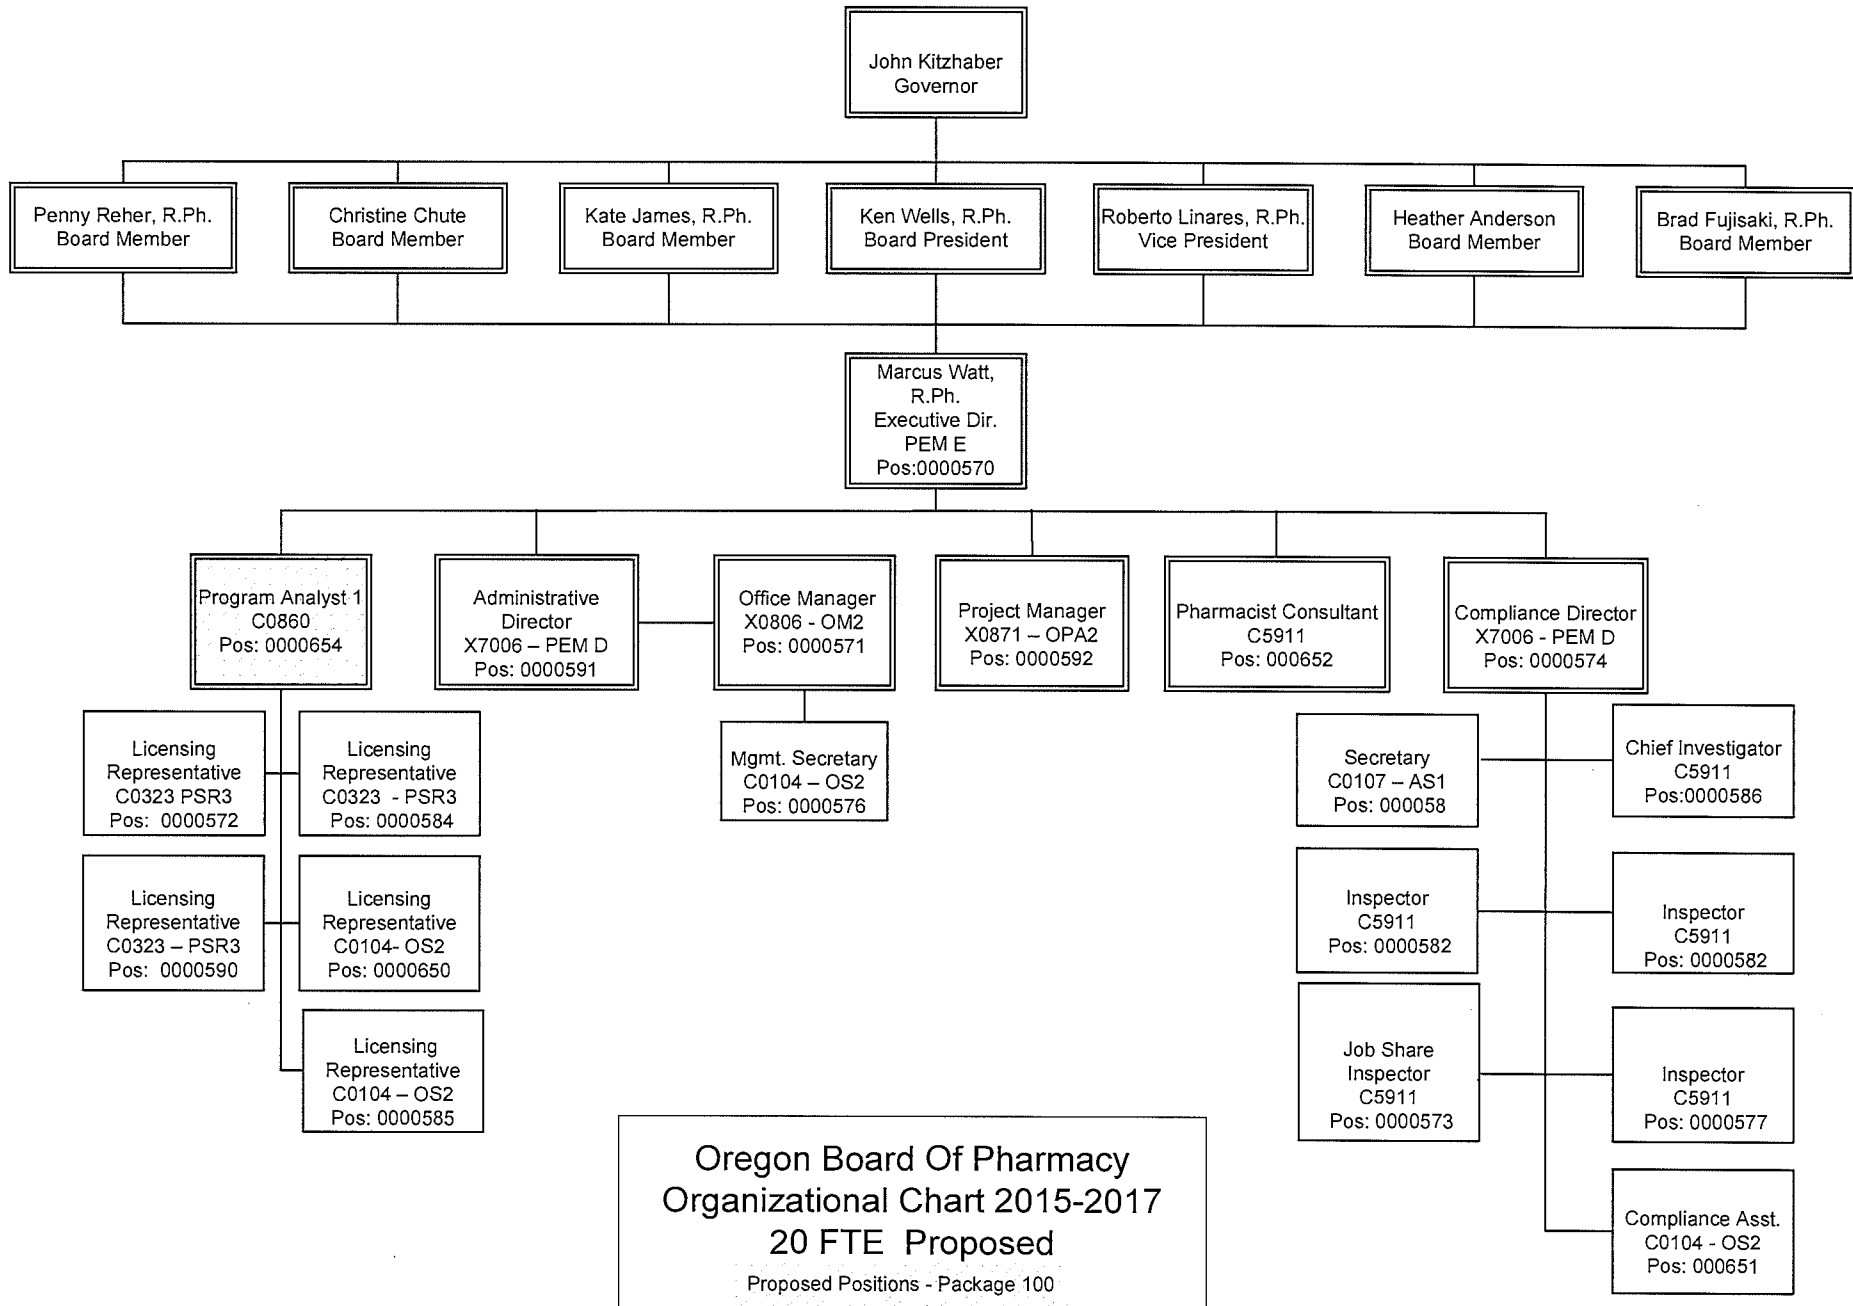 John Kitzhaber
Governor
Penny Reher, R.Ph.
Board Member
Christine Chute
Board Member
Kate James, R.Ph.
Board Member
Ken Wells, R.Ph.
Board President
Roberto Linares, R.Ph.
Vice President
Heather Anderson
Board Member
Brad Fujisaki, R.Ph.
Board Member
Marcus Watt,
R.Ph.
Executive Dir.
PEM E
Pos:0000570
Program Analyst 1
C0860
Pos: 0000654
Administrative
Director
X7006 – PEM D
Pos: 0000591
Office Manager
X0806 - OM2
Pos: 0000571
Project Manager
X0871 – OPA2
Pos: 0000592
Pharmacist Consultant
C5911
Pos: 000652
Compliance Director
X7006 - PEM D
Pos: 0000574
Licensing
Representative
C0323 PSR3
Pos: 0000572
Licensing
Representative
C0323 - PSR3
Pos: 0000584
Licensing
Representative
C0323 – PSR3
Pos: 0000590
Licensing
Representative
C0104- OS2
Pos: 0000650
Licensing
Representative
C0104 – OS2
Pos: 0000585
Mgmt. Secretary
C0104 – OS2
Pos: 0000576
Secretary
C0107 – AS1
Pos: 000058
Chief Investigator
C5911
Pos:0000586
Inspector
C5911
Pos: 0000582
Inspector
C5911
Pos: 0000582
Job Share
Inspector
C5911
Pos: 0000573
Inspector
C5911
Pos: 0000577
Compliance Asst.
C0104 - OS2
Pos: 000651
Oregon Board Of Pharmacy
Organizational Chart 2015-2017
20 FTE Proposed
Proposed Positions - Package 100